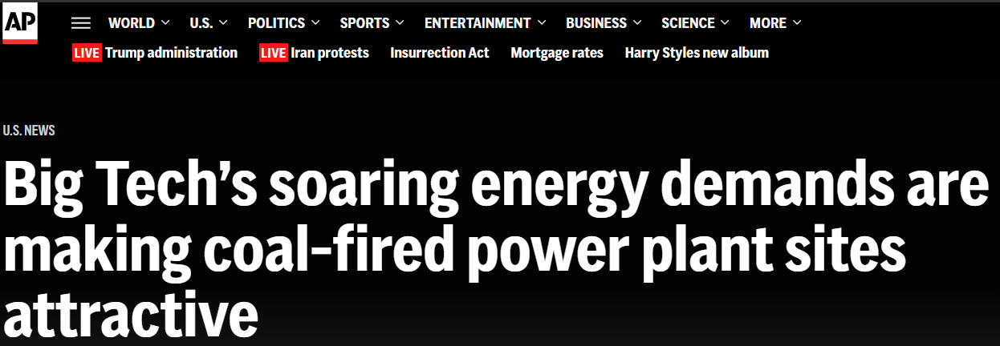 AP
WORLD U.S. POLITICS SPORTS ENTERTAINMENT BUSINESS SCIENCE MORE
LIVE Trump administration LIVE Iran protests Insurrection Act Mortgage rates Harry Styles new album
U.S. NEWS
Big Tech’s soaring energy demands are
making coal-fired power plant sites
attractive